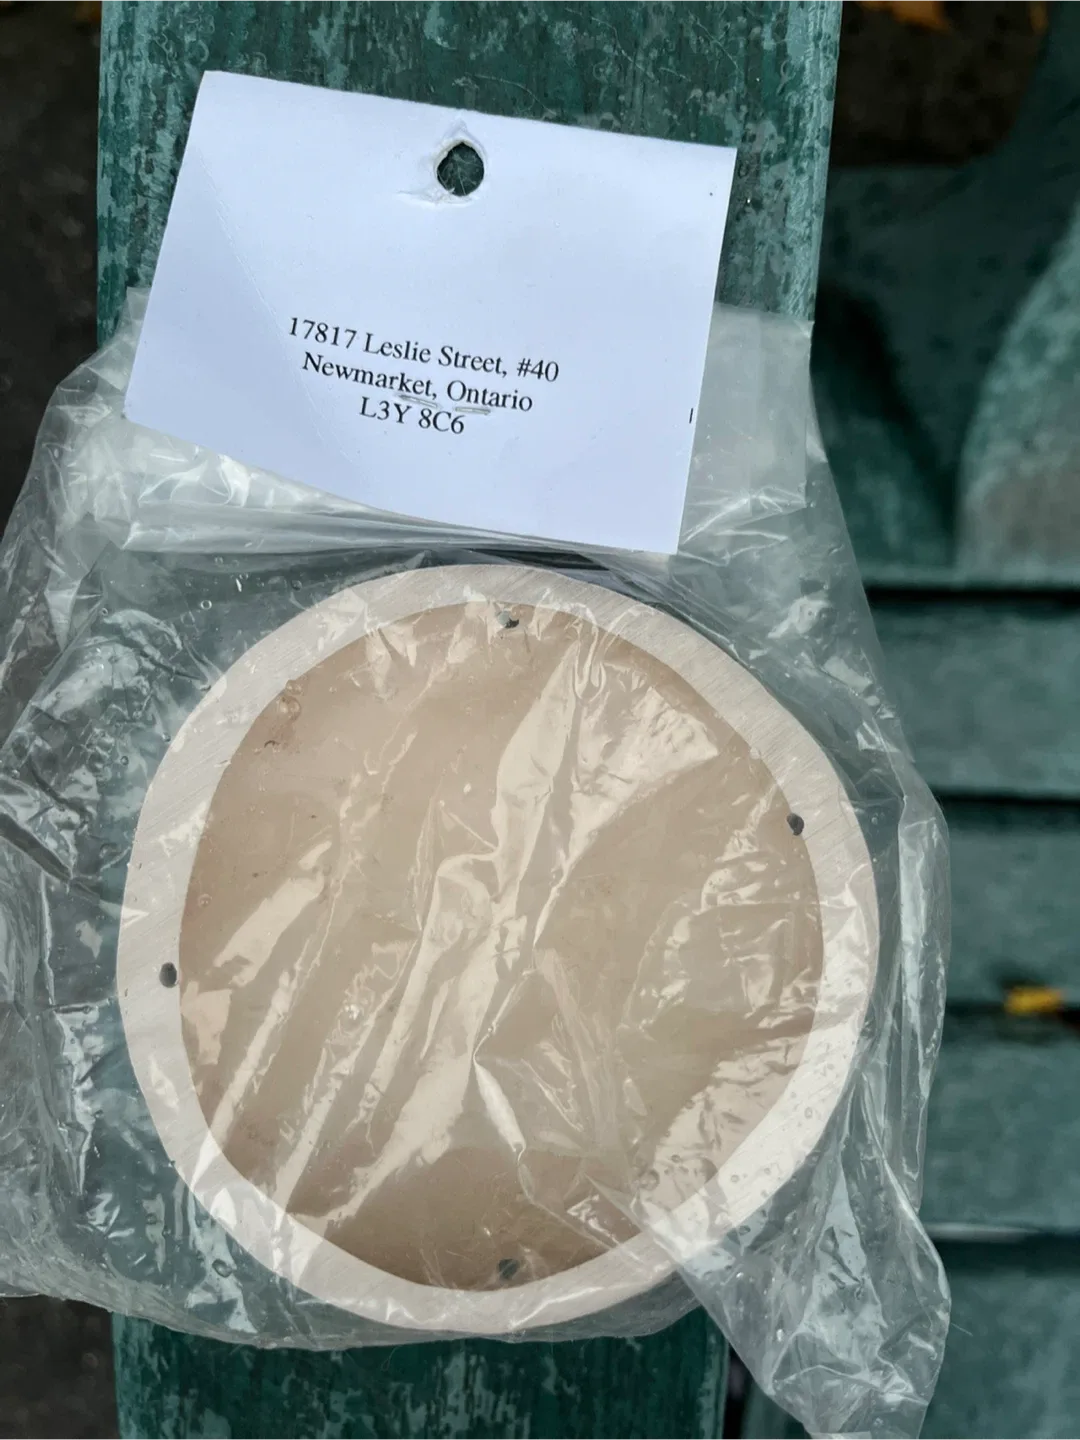 17817 Leslie Street, #40
Newmarket, Ontario
L3Y 8C6